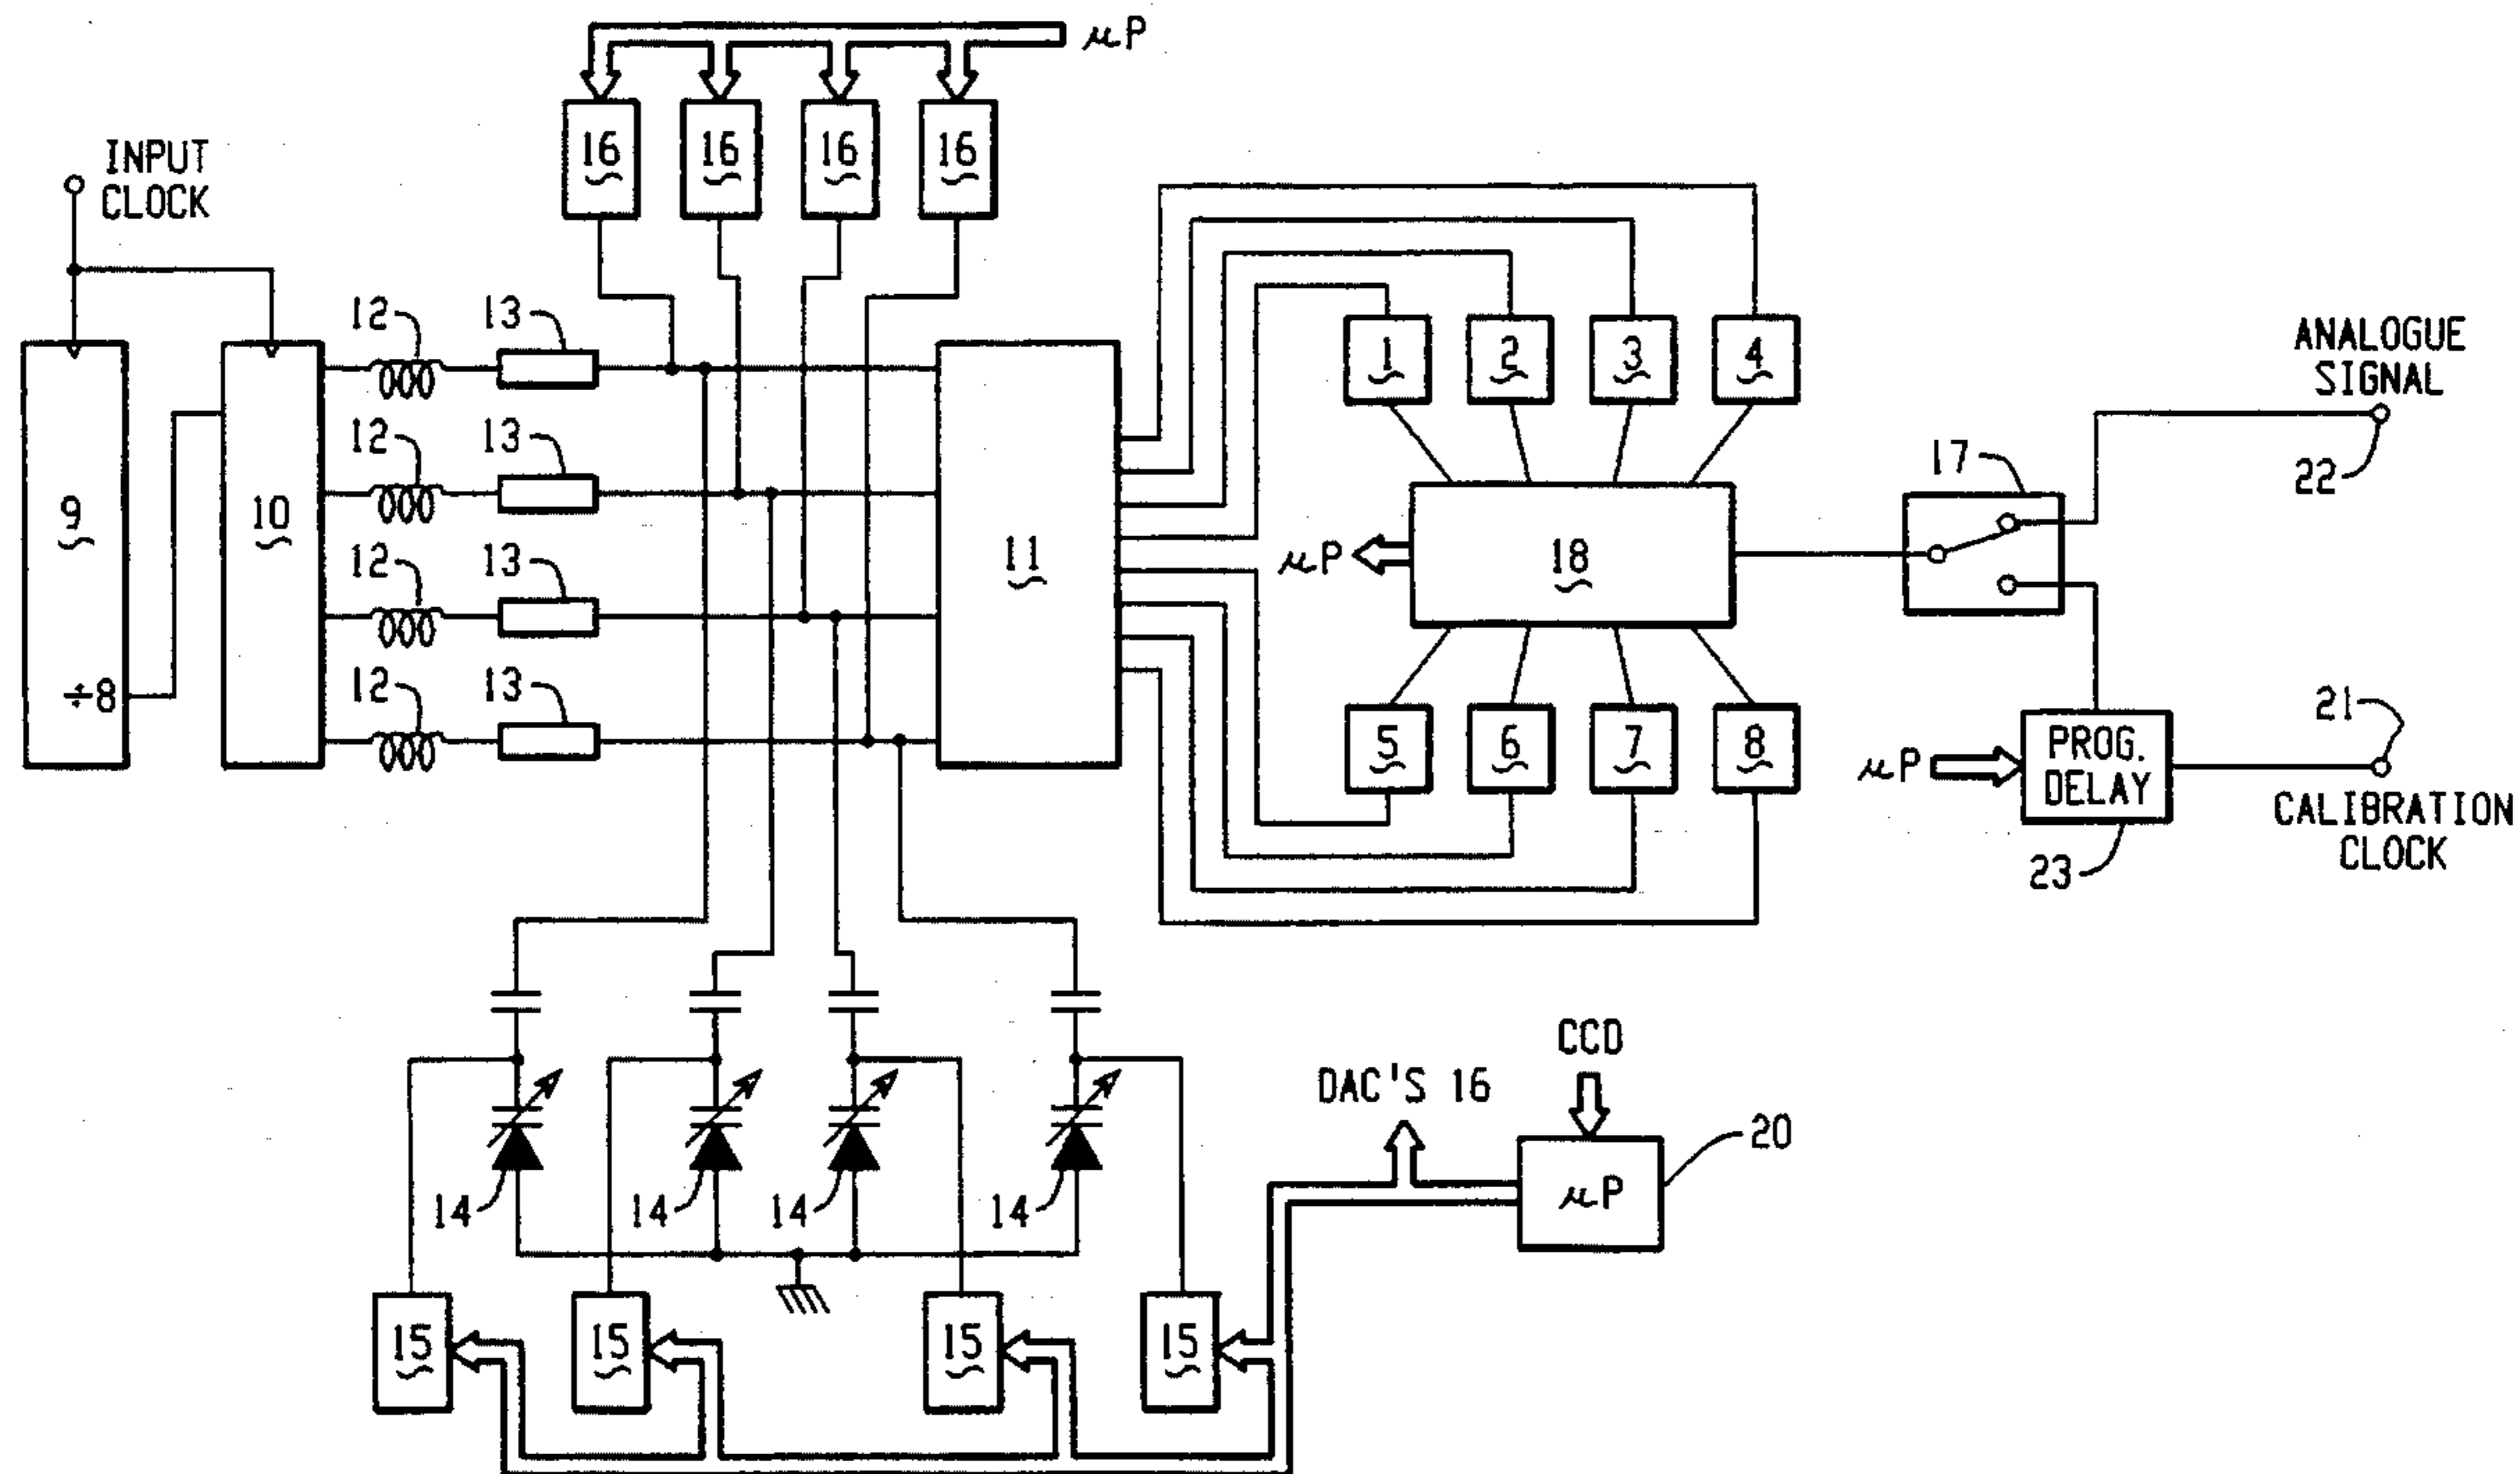 μP
16 16 16 16
INPUT
CLOCK
12 13
12 13
12 13
12 13
9
÷8
10
11
1 2 3 4
μP
18
17
5 6 7 8
ANALOGUE
SIGNAL
22
21
μP
PROG.
DELAY
23
CALIBRATION
CLOCK
14 14 14 14
15 15 15 15
DAC'S 16
CCD
μP
20